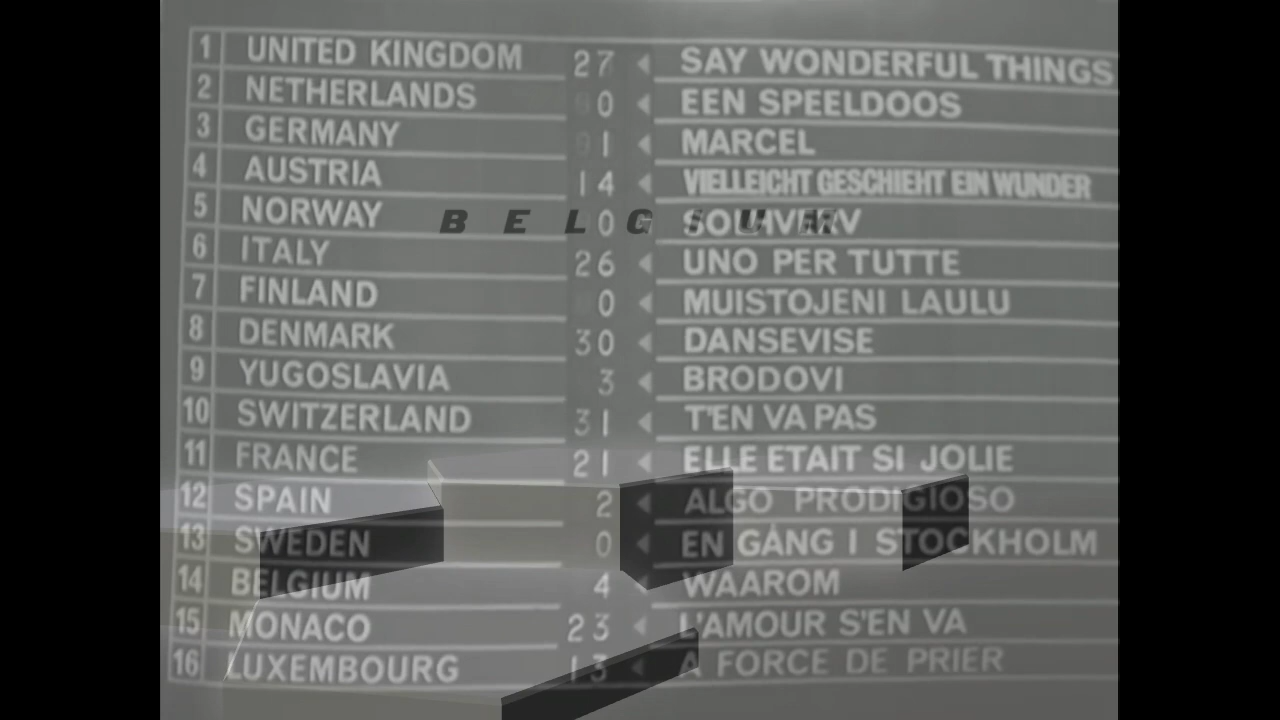 1 UNITED KINGDOM 27 SAY WONDERFUL THINGS
2 NETHERLANDS 0 EEN SPEELDOOS
3 GERMANY 1 MARCEL
4 AUSTRIA 14 VIELLEICHT GESCHIEHT EIN WUNDER
5 NORWAY 0 SOLHVERV
BELGIUM
6 ITALY 26 UNO PER TUTTE
7 FINLAND 0 MUISTOJENI LAULU
8 DENMARK 30 DANSEVISE
9 YUGOSLAVIA 3 BRODOVI
10 SWITZERLAND 31 T'EN VA PAS
11 FRANCE 21 ELLE ETAIT SI JOLIE
12 SPAIN 2 ALGO PRODIGIOSO
13 SWEDEN 0 EN GÅNG I STOCKHOLM
14 BELGIUM 4 WAAROM
15 MONACO 23 L'AMOUR S'EN VA
16 LUXEMBOURG 13 A FORCE DE PRIER